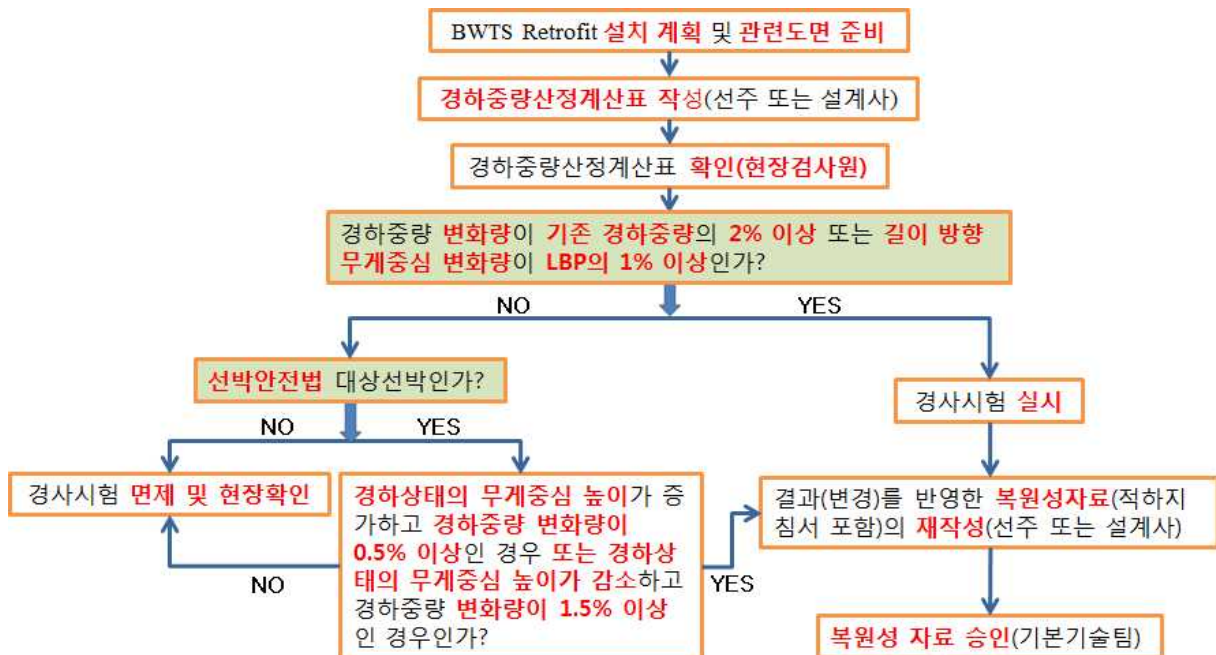 BWTS Retrofit 설치 계획 및 관련도면 준비
경하중량산정계산표 작성(선주 또는 설계사)
경하중량산정계산표 확인(현장검사원)
경하중량 변화량이 기존 경하중량의 2% 이상 또는 길이 방향
무게중심 변화량이 LBP의 1% 이상인가?
NO
YES
선박안전법 대상선박인가?
경사시험 실시
NO
YES
경사시험 면제 및 현장확인
경하상태의 무게중심 높이가 증
가하고 경하중량 변화량이
0.5% 이상인 경우 또는 경하상
태의 무게중심 높이가 감소하고
경하중량 변화량이 1.5% 이상
인 경우인가?
NO
YES
결과(변경)를 반영한 복원성자료(적하지
침서 포함)의 재작성(선주 또는 설계사)
복원성 자료 승인(기본기술팀)